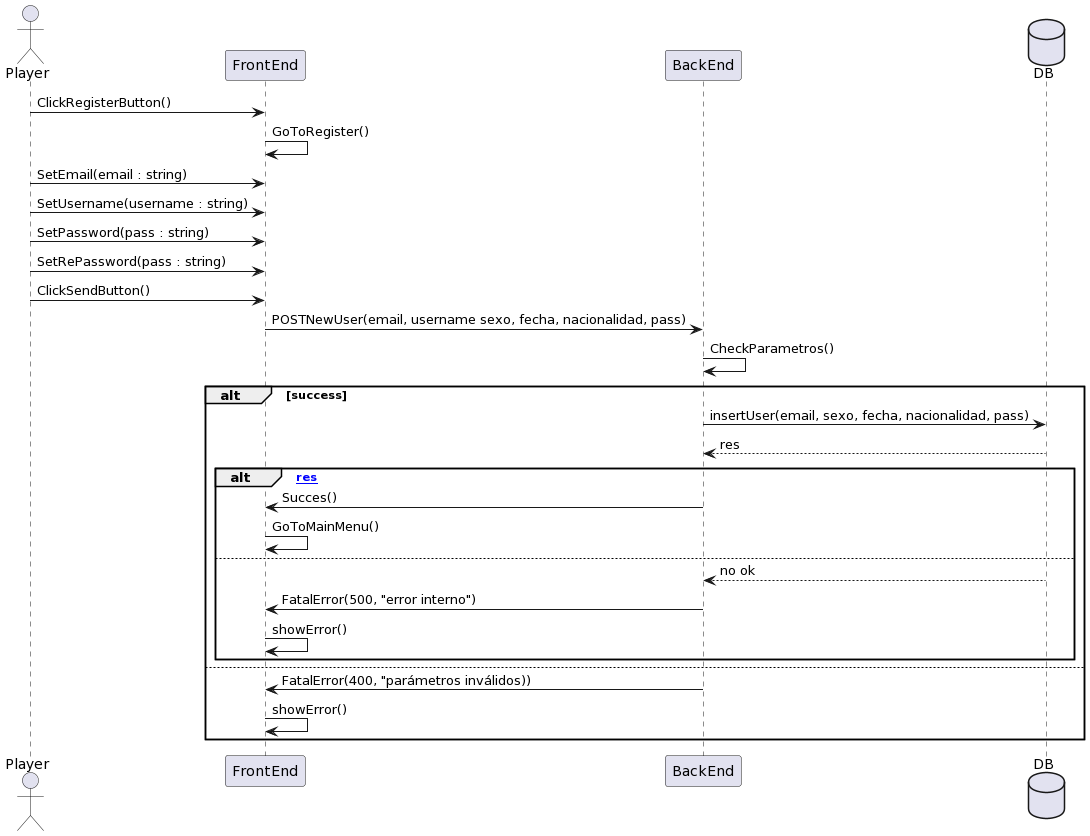 Player
FrontEnd
BackEnd
DB
ClickRegisterButton()
GoToRegister()
SetEmail(email : string)
SetUsername(username : string)
SetPassword(pass : string)
SetRePassword(pass : string)
ClickSendButton()
POSTNewUser(email, username sexo, fecha, nacionalidad, pass)
CheckParametros()
alt [success]
insertUser(email, sexo, fecha, nacionalidad, pass)
res
alt res
Succes()
GoToMainMenu()
no ok
FatalError(500, "error interno")
showError()
FatalError(400, "parámetros inválidos))
showError()
Player
FrontEnd
BackEnd
DB